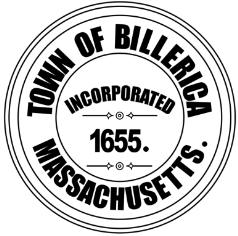 TOWN OF BILLERICA
INCORPORATED
1655.
MASSACHUSETTS.